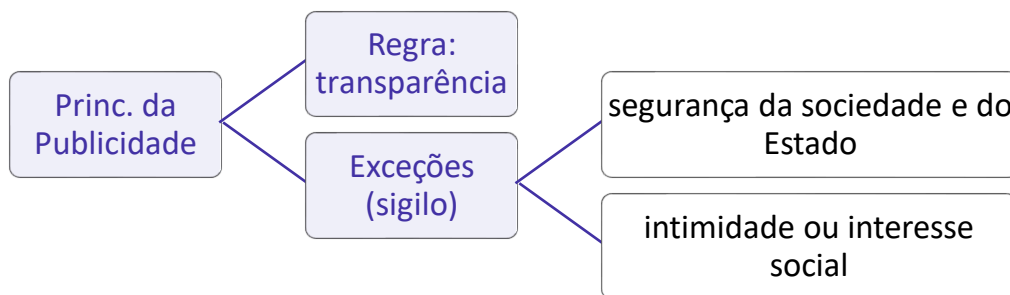 Princ. da
Publicidade
Regra:
transparência
Exceções
(sigilo)
segurança da sociedade e do
Estado
intimidade ou interesse
social